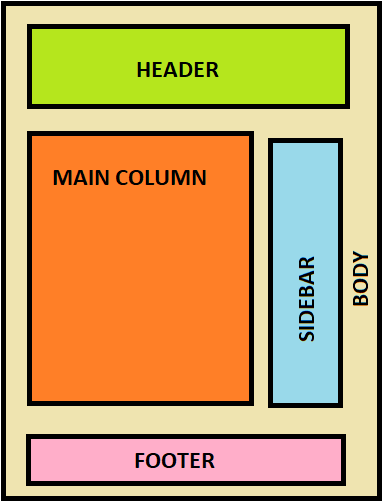 HEADER
MAIN COLUMN
SIDEBAR
BODY
FOOTER